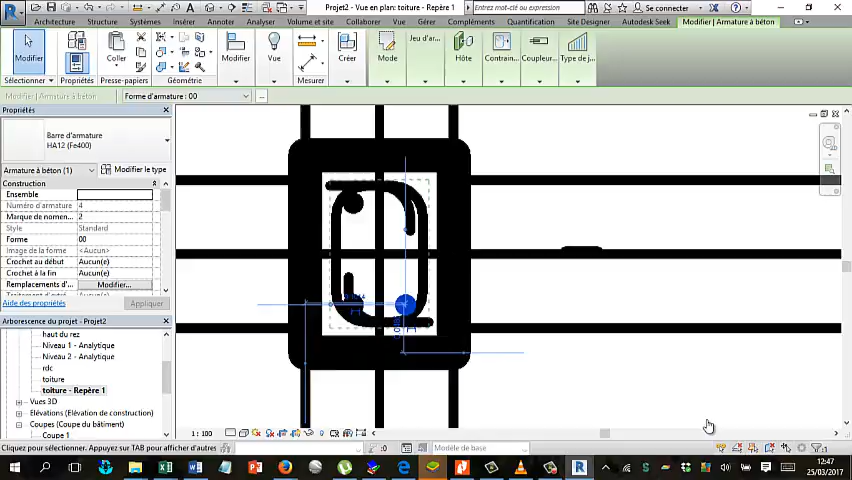 Projet2 - Vue en plan: toiture - Repère 1
Entrez mot-clé ou expression
Se connecter
Architecture Structure Systèmes Insérer Annoter Analyser Volume et site Collaborer Vue Gérer Compléments Quantification Site Designer Autodesk Seek Modifier | Armature à béton
Modifier Coller Modifier Vue Créer Mode Jeu d'ar... Hôte Contrain... Coupleur... Type de j...
Sélectionner Propriétés Presse-papiers Géométrie Mesurer
Modifier | Armature à béton
Forme d'armature : 00
Propriétés
Barre d'armature
HA12 (Fe400)
Armature à béton (1) Modifier le type
Construction
Ensemble
Numéro d'armature 4
Marque de nomen... 2
Style Standard
Forme 00
Image de la forme <Aucun>
Crochet au début Aucun(e)
Crochet à la fin Aucun(e)
Remplacements d'... Modifier...
Aide des propriétés Appliquer
Arborescence du projet - Projet2
haut du rez
Niveau 1 - Analytique
Niveau 2 - Analytique
rdc
toiture
toiture - Repère 1
Vues 3D
Elévations (Elévation de construction)
Coupes (Coupe du bâtiment)
Coupe 1
1 : 100
Cliquez pour sélectionner. Appuyez sur TAB pour afficher d'autres
:0
Modèle de base
:1
12:47
25/03/2017